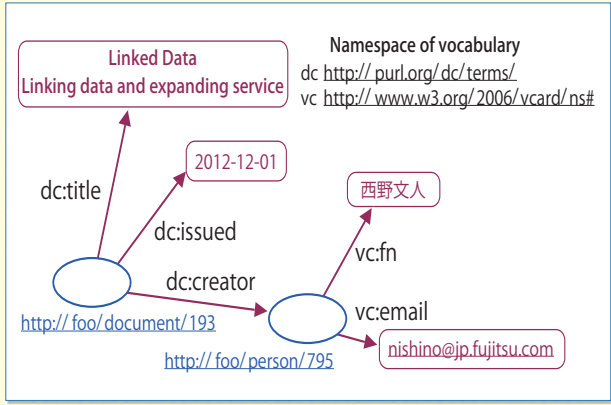 Linked Data
Linking data and expanding service
Namespace of vocabulary
dc http://purl.org/dc/terms/
vc http://www.w3.org/2006/vcard/ns#
2012-12-01
西野文人
dc:title
dc:issued
vc:fn
dc:creator
vc:email
http://foo/document/193
nishino@jp.fujitsu.com
http://foo/person/795